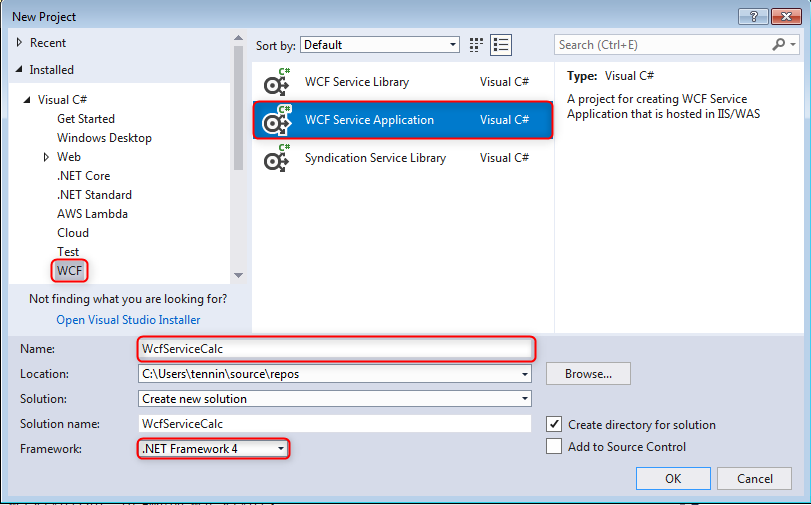 New Project
Recent
Installed
Visual C#
Get Started
Windows Desktop
Web
.NET Core
.NET Standard
AWS Lambda
Cloud
Test
WCF
Not finding what you are looking for?
Open Visual Studio Installer
Sort by: Default
Search (Ctrl+E)
C# WCF Service Library Visual C#
C# WCF Service Application Visual C#
C# Syndication Service Library Visual C#
Type: Visual C#
A project for creating WCF Service
Application that is hosted in IIS/WAS
Name: WcfServiceCalc
Location: C:\Users\tennin\source\repos Browse...
Solution: Create new solution
Solution name: WcfServiceCalc Create directory for solution
Framework: .NET Framework 4 Add to Source Control
OK Cancel